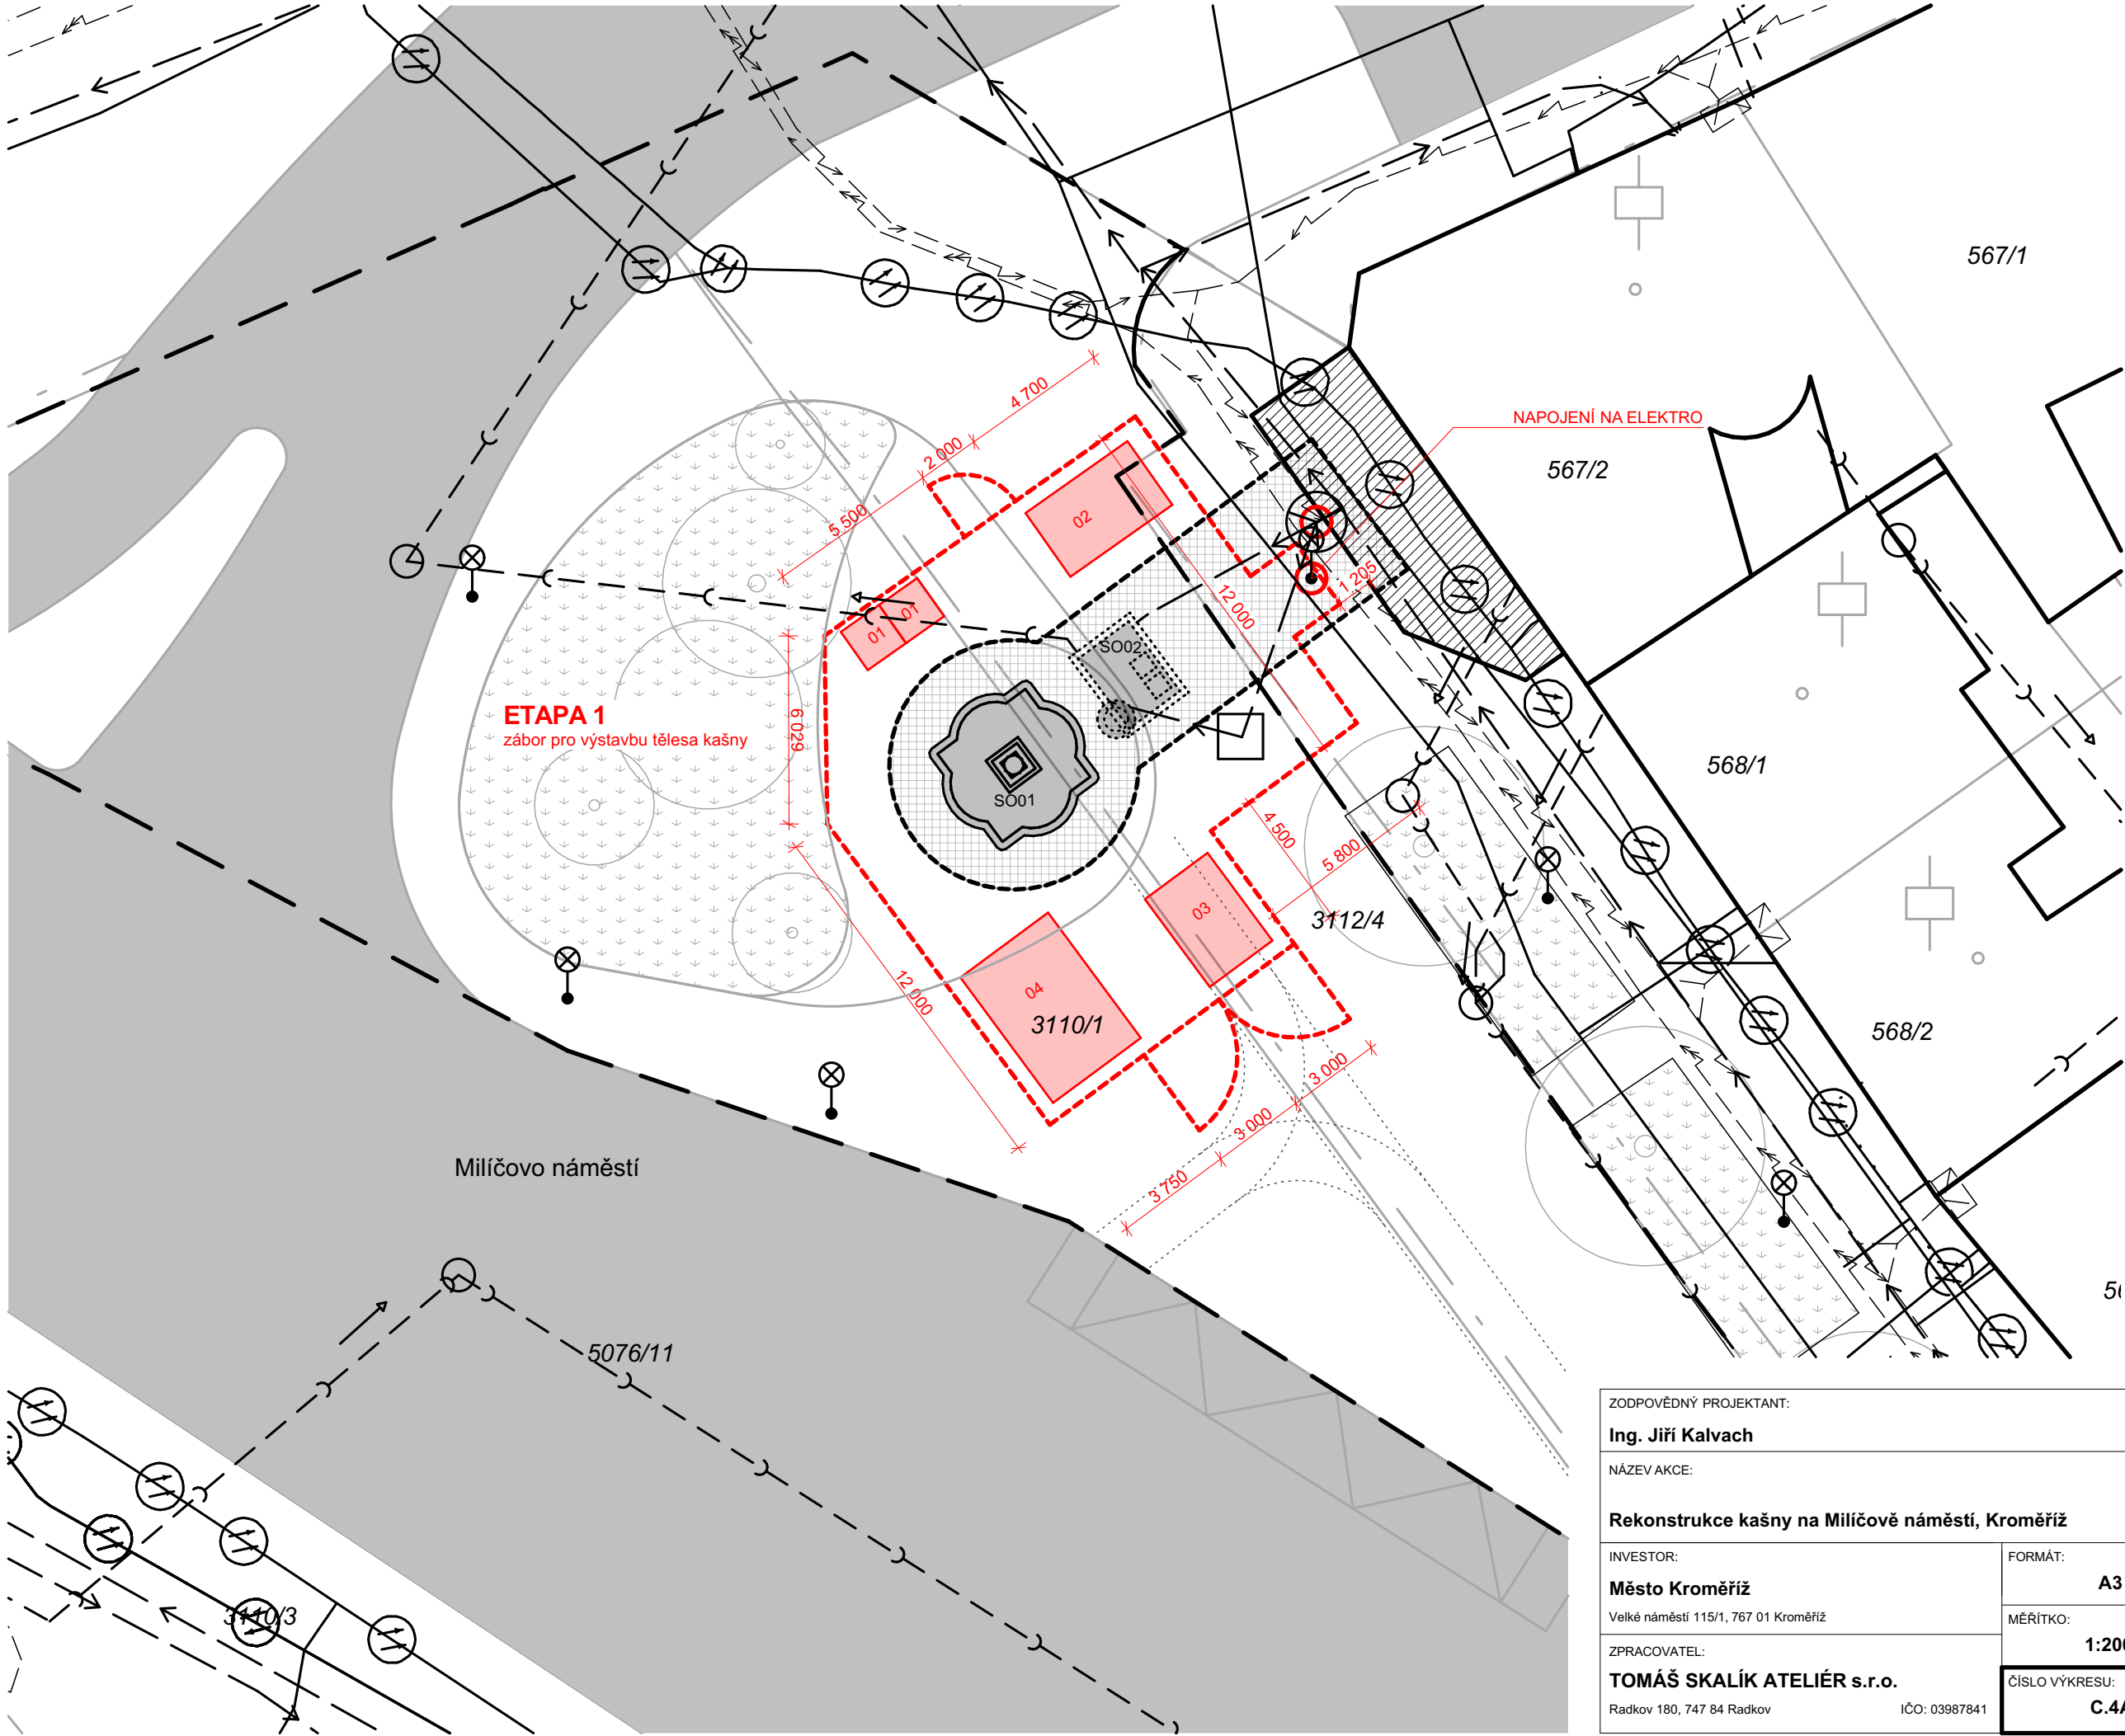 567/1
4 700
NAPOJENÍ NA ELEKTRO
2 000
567/2
5 500
02
1 205
12 000
01
01
SO02
ETAPA 1
zábor pro výstavbu tělesa kašny
6 029
568/1
SO01
4 500
5 800
03
3112/4
12 000
04
3110/1
568/2
3 000
3 000
Milíčovo náměstí
3 750
5076/11
3110/3
ZODPOVĚDNÝ PROJEKTANT:
Ing. Jiří Kalvach
NÁZEV AKCE:
Rekonstrukce kašny na Milíčově náměstí, Kroměříž
INVESTOR:
FORMÁT:
Město Kroměříž
A3
Velké náměstí 115/1, 767 01 Kroměříž
MĚŘÍTKO:
ZPRACOVATEL:
TOMÁŠ SKALÍK ATELIÉR s.r.o.
ČÍSLO VÝKRESU:
Radkov 180, 747 84 Radkov IČO: 03987841